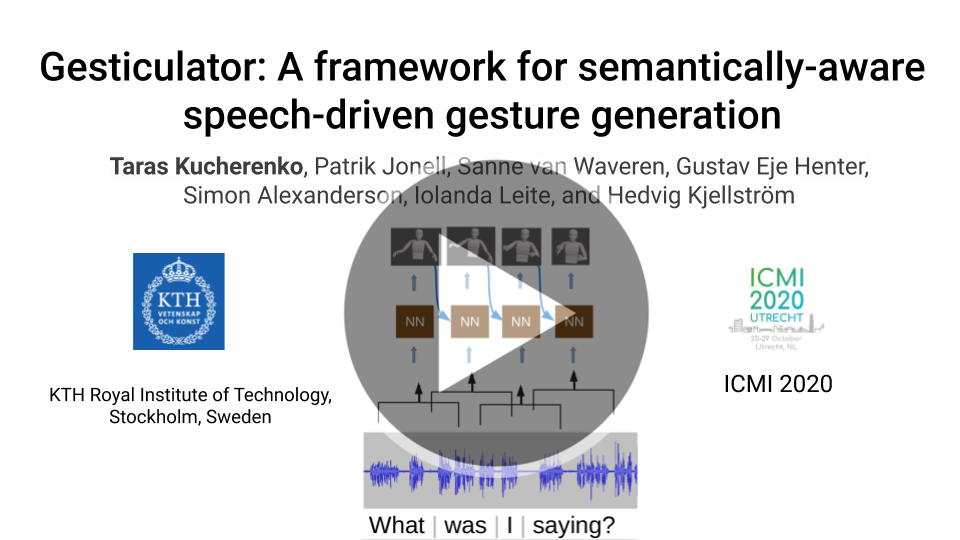 Gesticulator: A framework for semantically-aware
speech-driven gesture generation
Taras Kucherenko, Patrik Jonell, Sanne van Waveren, Gustav Eje Henter,
Simon Alexanderson, Iolanda Leite, and Hedvig Kjellström
KTH
VETENSKAP
OCH KONST
KTH Royal Institute of Technology,
Stockholm, Sweden
NN NN NN NN
What | was | I | saying?
ICMI
2020
UTRECHT
25-29 October
Utrecht, NL
ICMI 2020